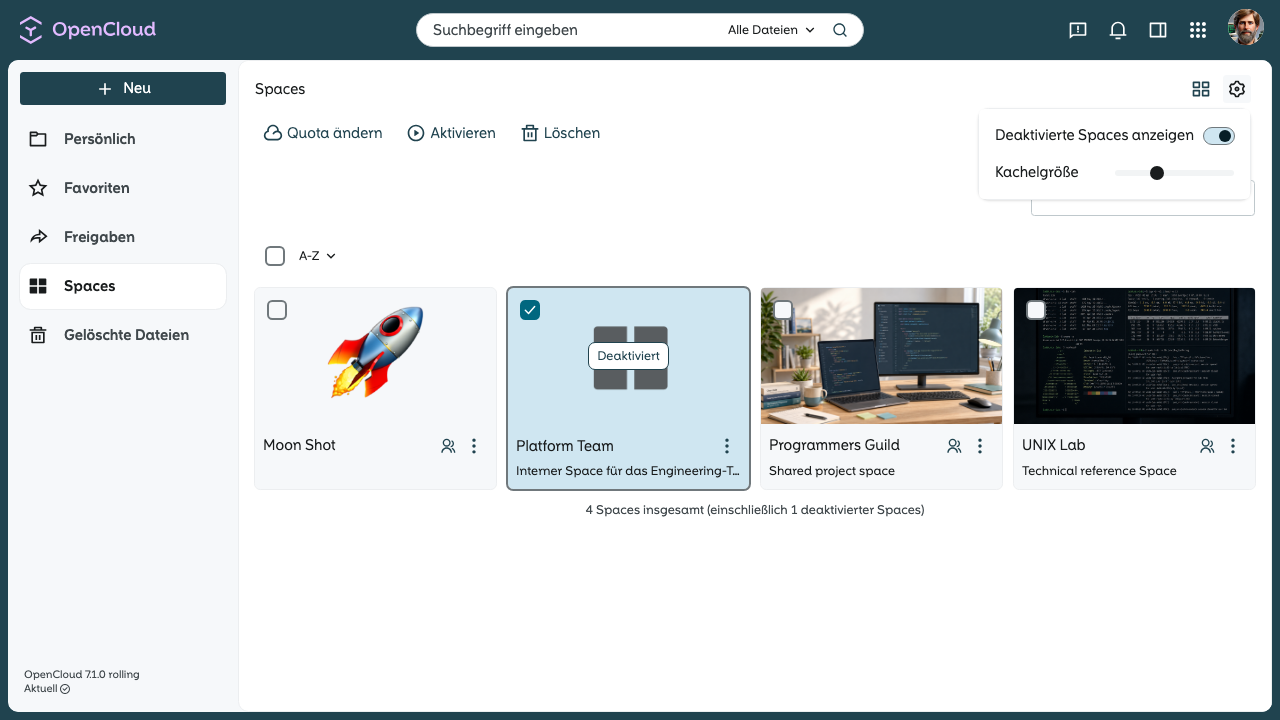 OpenCloud
Suchbegriff eingeben
Alle Dateien
Neu
Persönlich
Favoriten
Freigaben
Spaces
Gelöschte Dateien
OpenCloud 7.1.0 rolling
Aktuell
Spaces
Quota ändern
Aktivieren
Löschen
Deaktivierte Spaces anzeigen
Kachelgröße
A-Z
Moon Shot
Deaktiviert
Platform Team
Interner Space für das Engineering-T...
Programmers Guild
Shared project space
UNIX Lab
Technical reference Space
4 Spaces insgesamt (einschließlich 1 deaktivierter Spaces)